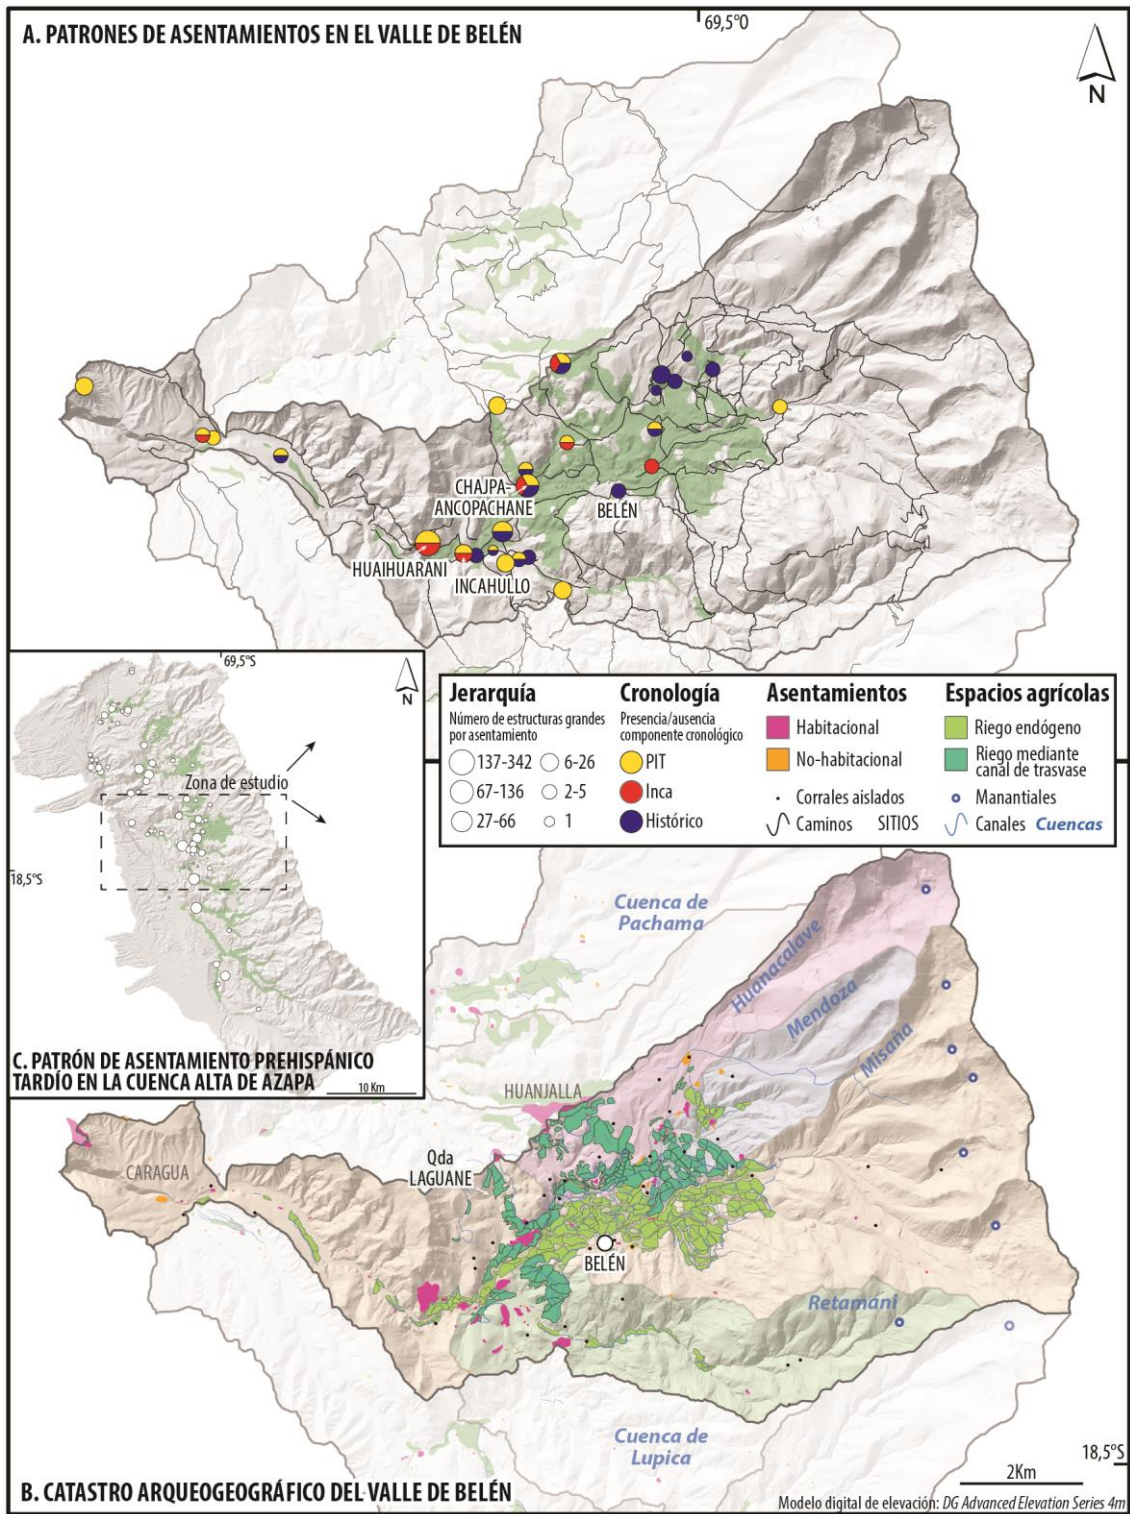 A. PATRONES DE ASENTAMIENTOS EN EL VALLE DE BELÉN
69,5°O
N
CHAJPA-
ANCOPACHANE
BELÉN
HUAIHUARANI
INCAHULLO
69,5°S
N
Zona de estudio
18,5°S
C. PATRÓN DE ASENTAMIENTO PREHISPÁNICO
TARDÍO EN LA CUENCA ALTA DE AZAPA
10 Km
Jerarquía
Número de estructuras grandes
por asentamiento
137-342
6-26
67-136
2-5
27-66
1
Cronología
Presencia/ausencia
componente cronológico
PIT
Inca
Histórico
Asentamientos
Habitacional
No-habitacional
Corrales aislados
Caminos
SITIOS
Espacios agrícolas
Riego endógeno
Riego mediante
canal de trasvase
Manantiales
Canales
Cuencas
Cuenca de
Pachama
Huanacalave
Mendoza
Misaña
HUANJALLA
Qda
LAGUANE
CARAGUA
BELÉN
Retamani
Cuenca de
Lupica
18,5°S
2Km
B. CATASTRO ARQUEOGEOGRÁFICO DEL VALLE DE BELÉN
Modelo digital de elevación: DG Advanced Elevation Series 4m